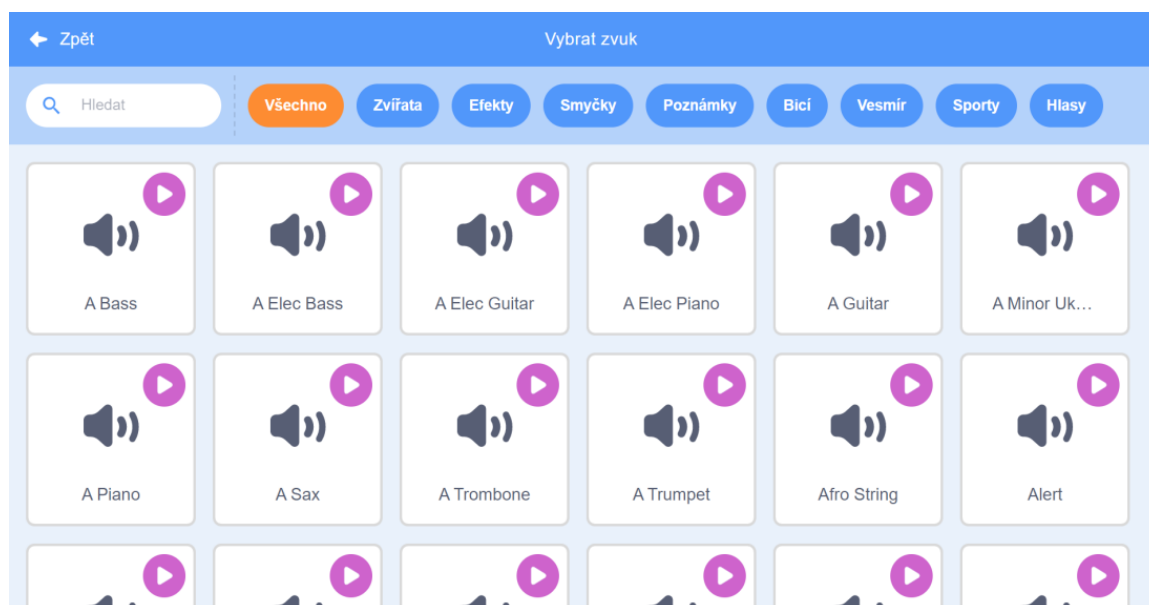 Zpět
Vybrat zvuk
Hledat
Všechno Zvířata Efekty Smyčky Poznámky Bicí Vesmír Sporty Hlasy
A Bass A Elec Bass A Elec Guitar A Elec Piano A Guitar A Minor Uk...
A Piano A Sax A Trombone A Trumpet Afro String Alert